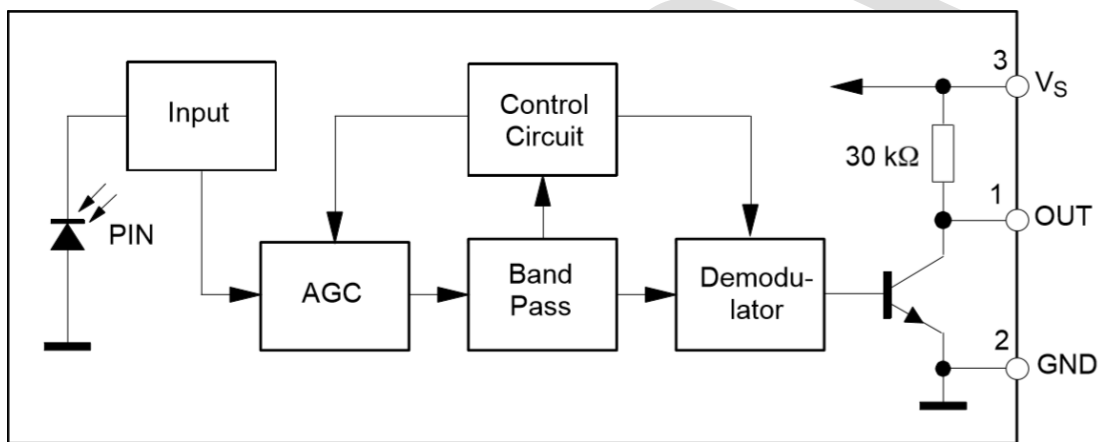 Input
Control
Circuit
3
V_S
30 kΩ
1
OUT
PIN
AGC
Band
Pass
Demodu-
lator
2
GND